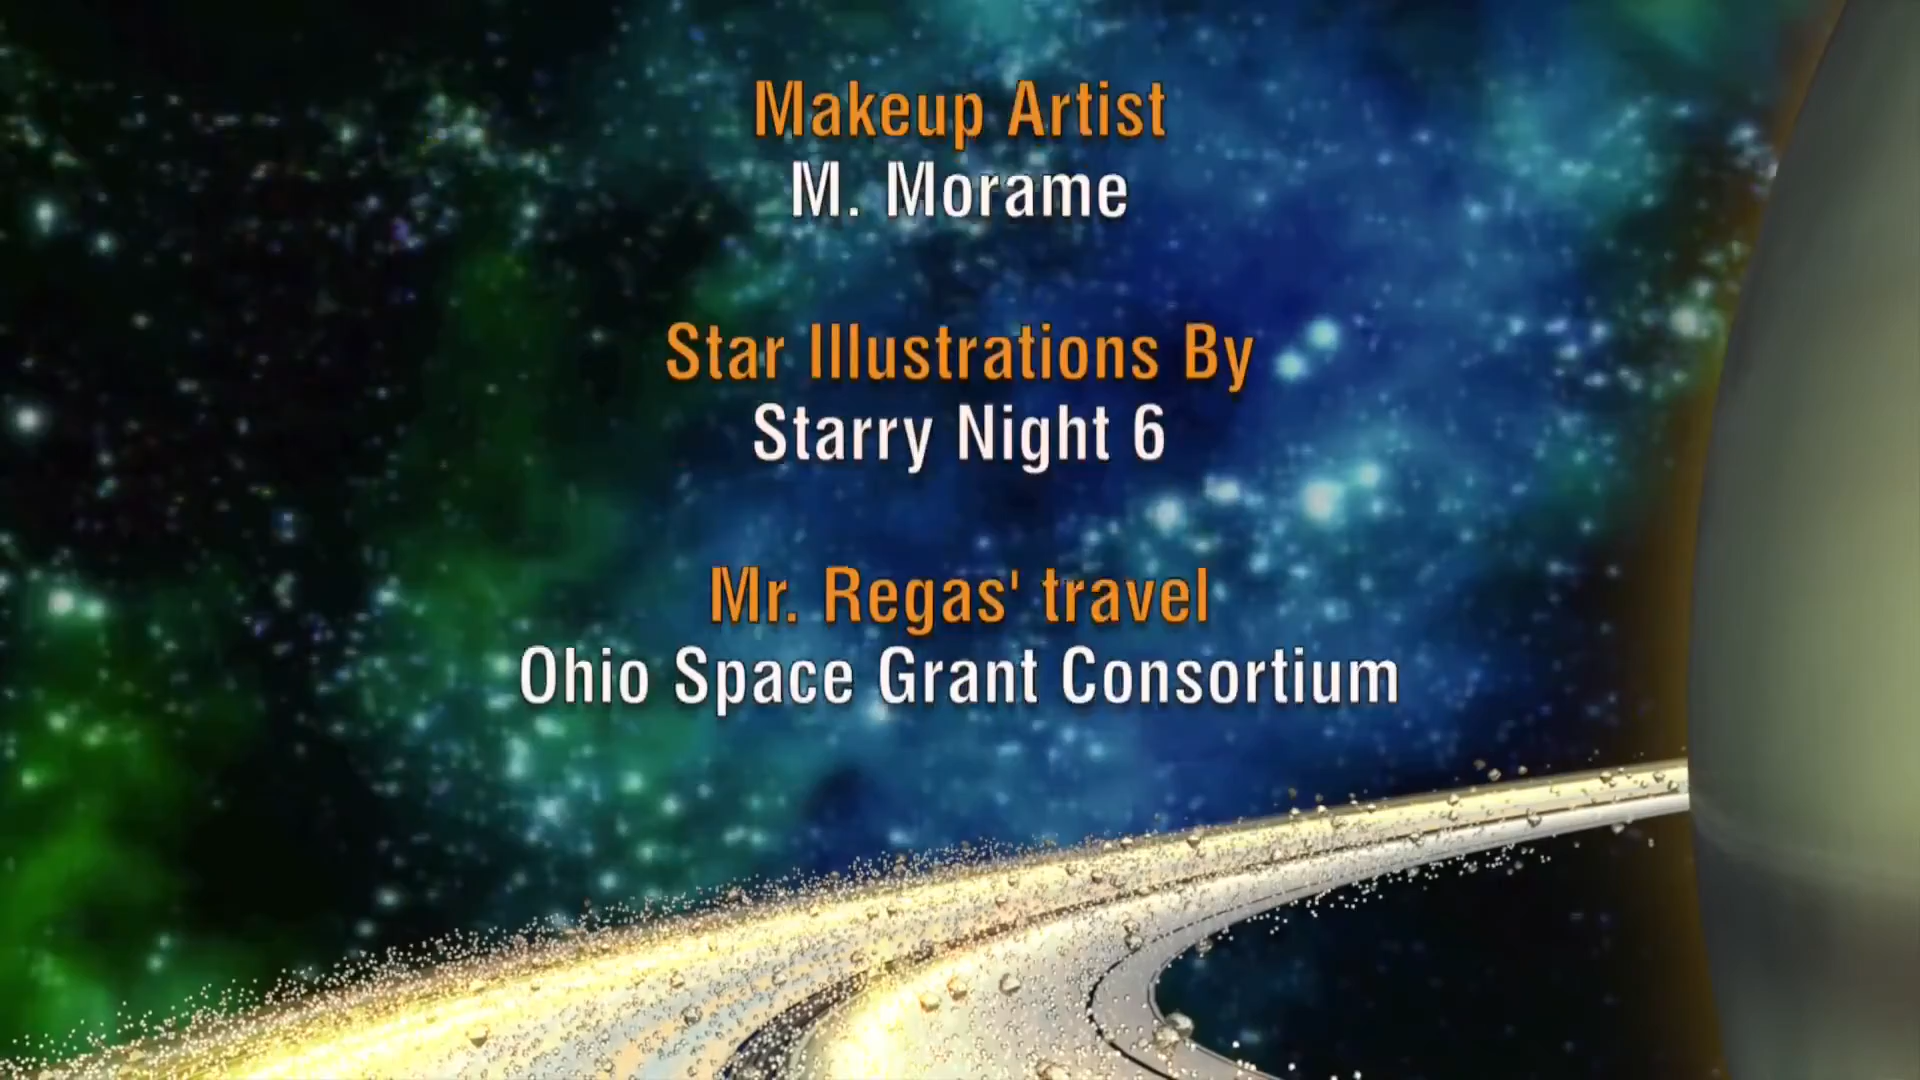 Makeup Artist
M. Morame
Star Illustrations By
Starry Night 6
Mr. Regas' travel
Ohio Space Grant Consortium